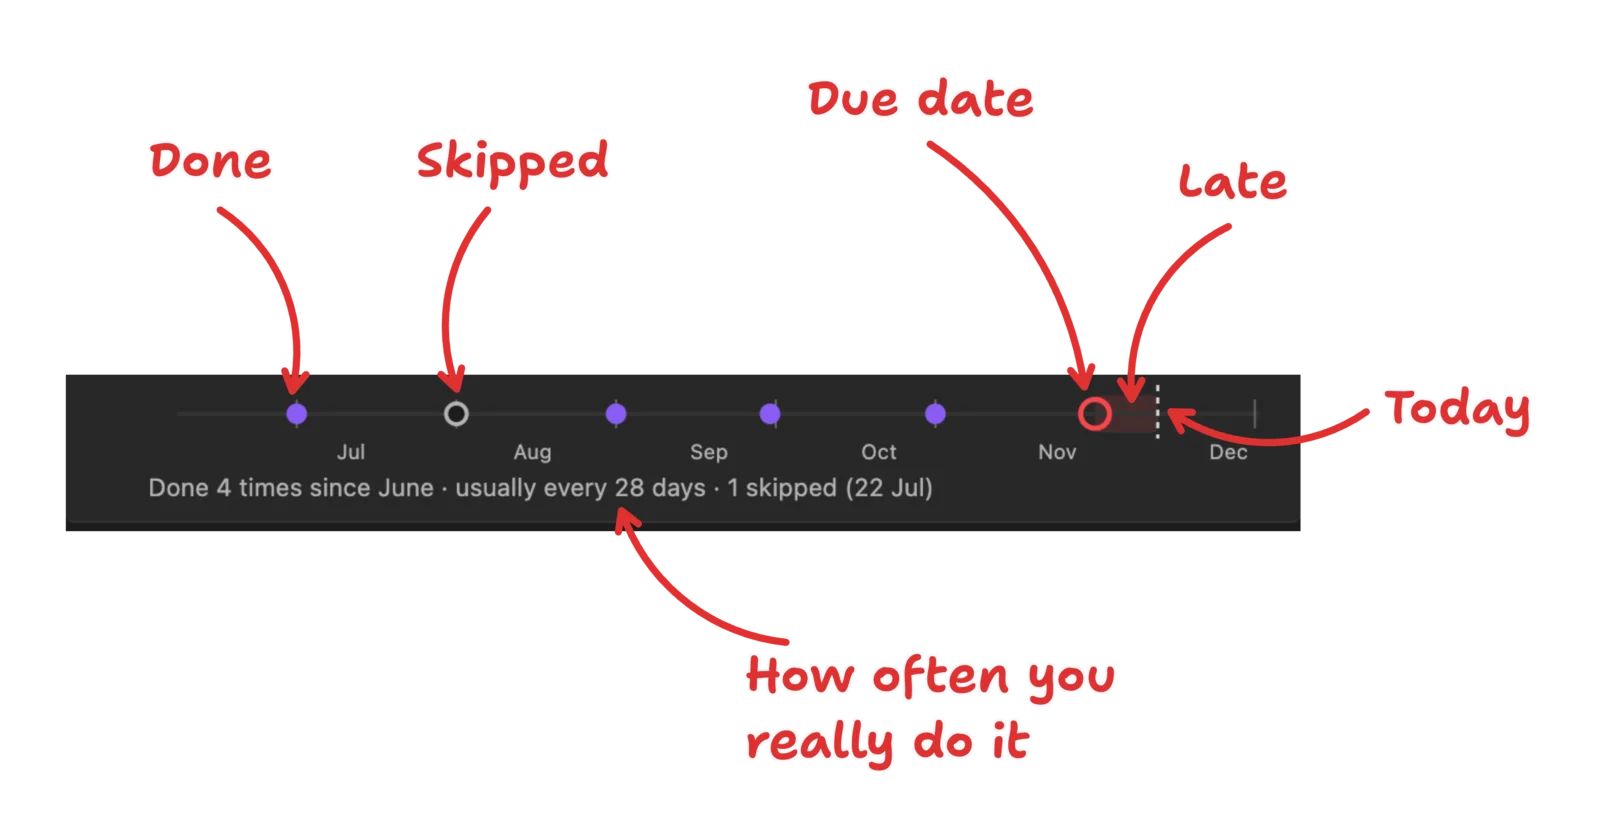 Due date
Done
Skipped
Late
Today
Jul Aug Sep Oct Nov Dec
Done 4 times since June · usually every 28 days · 1 skipped (22 Jul)
How often you
really do it